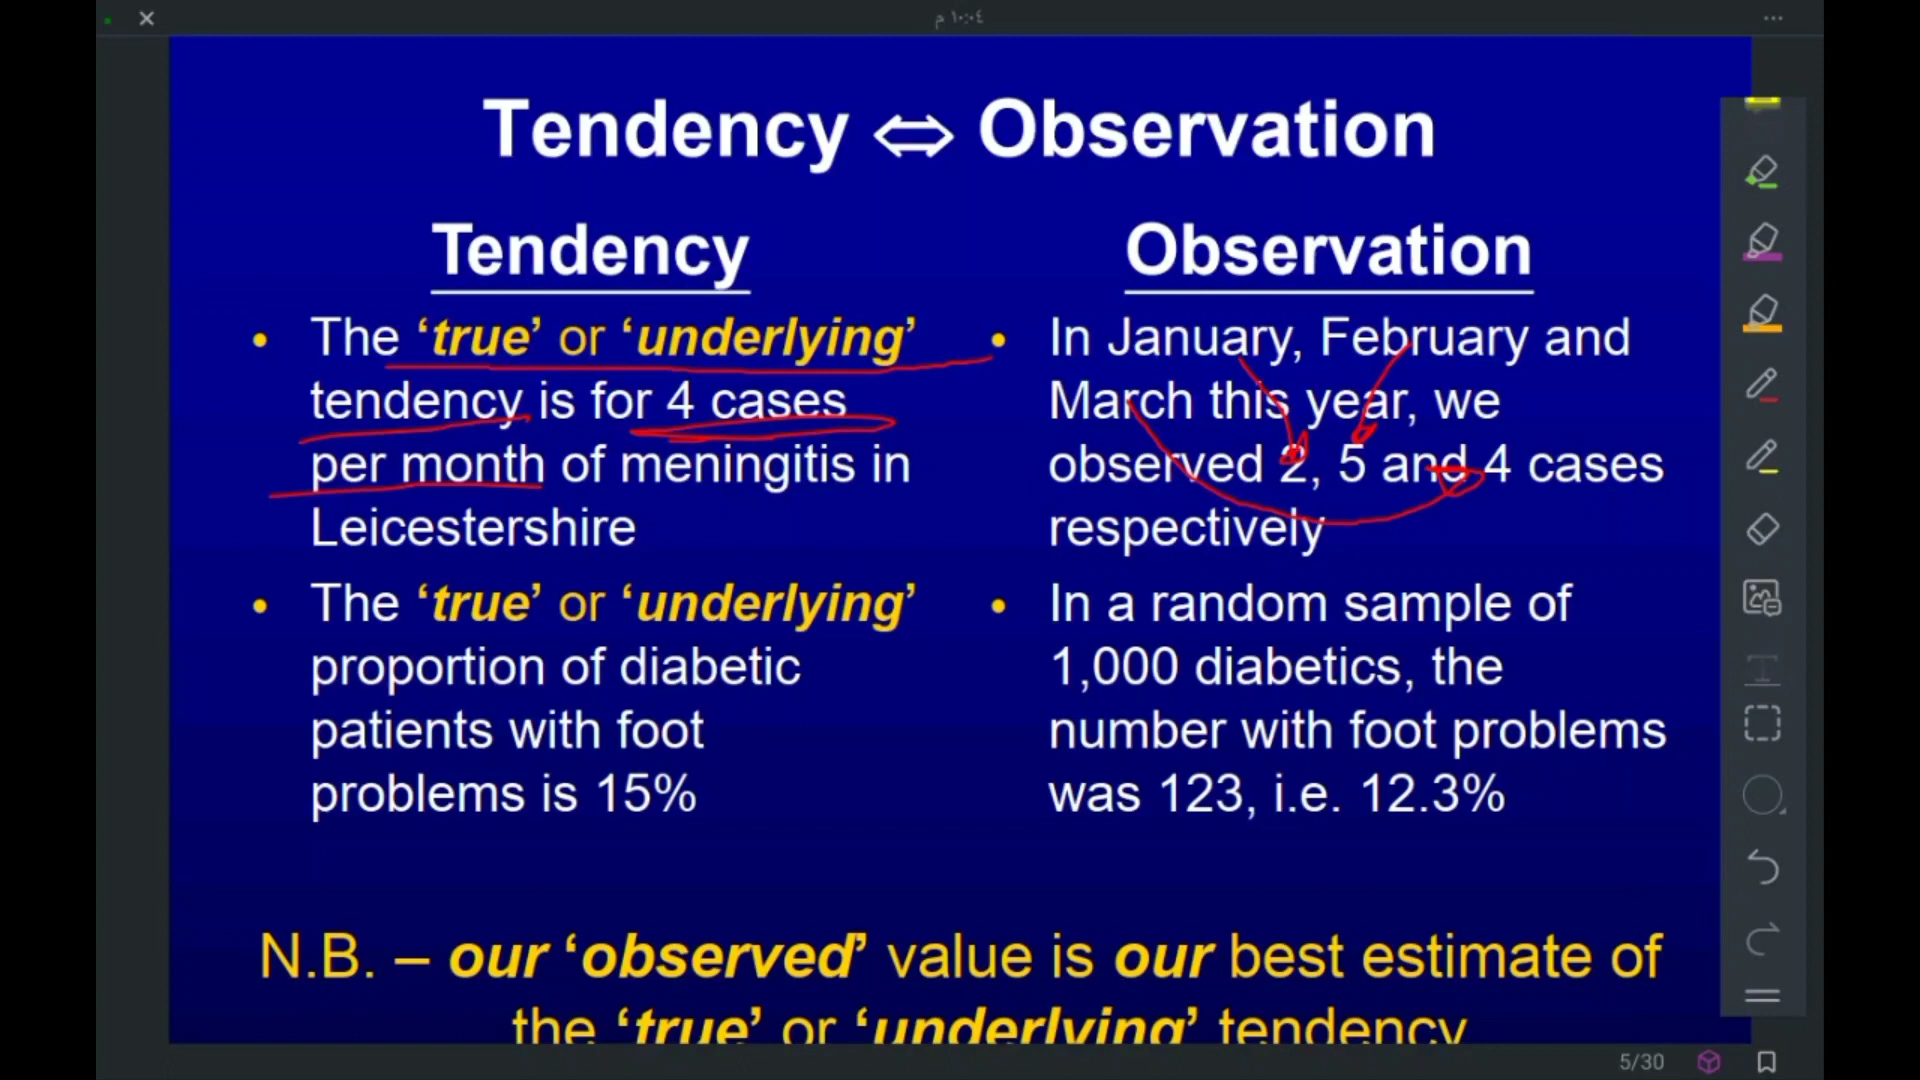 ١٠:٠٤ م
Tendency ⇔ Observation
Tendency
• The ‘true’ or ‘underlying’
tendency is for 4 cases
per month of meningitis in
Leicestershire
• The ‘true’ or ‘underlying’
proportion of diabetic
patients with foot
problems is 15%
Observation
• In January, February and
March this year, we
observed 2, 5 and 4 cases
respectively
• In a random sample of
1,000 diabetics, the
number with foot problems
was 123, i.e. 12.3%
N.B. – our ‘observed’ value is our best estimate of
the ‘true’ or ‘underlying’ tendency
5/30